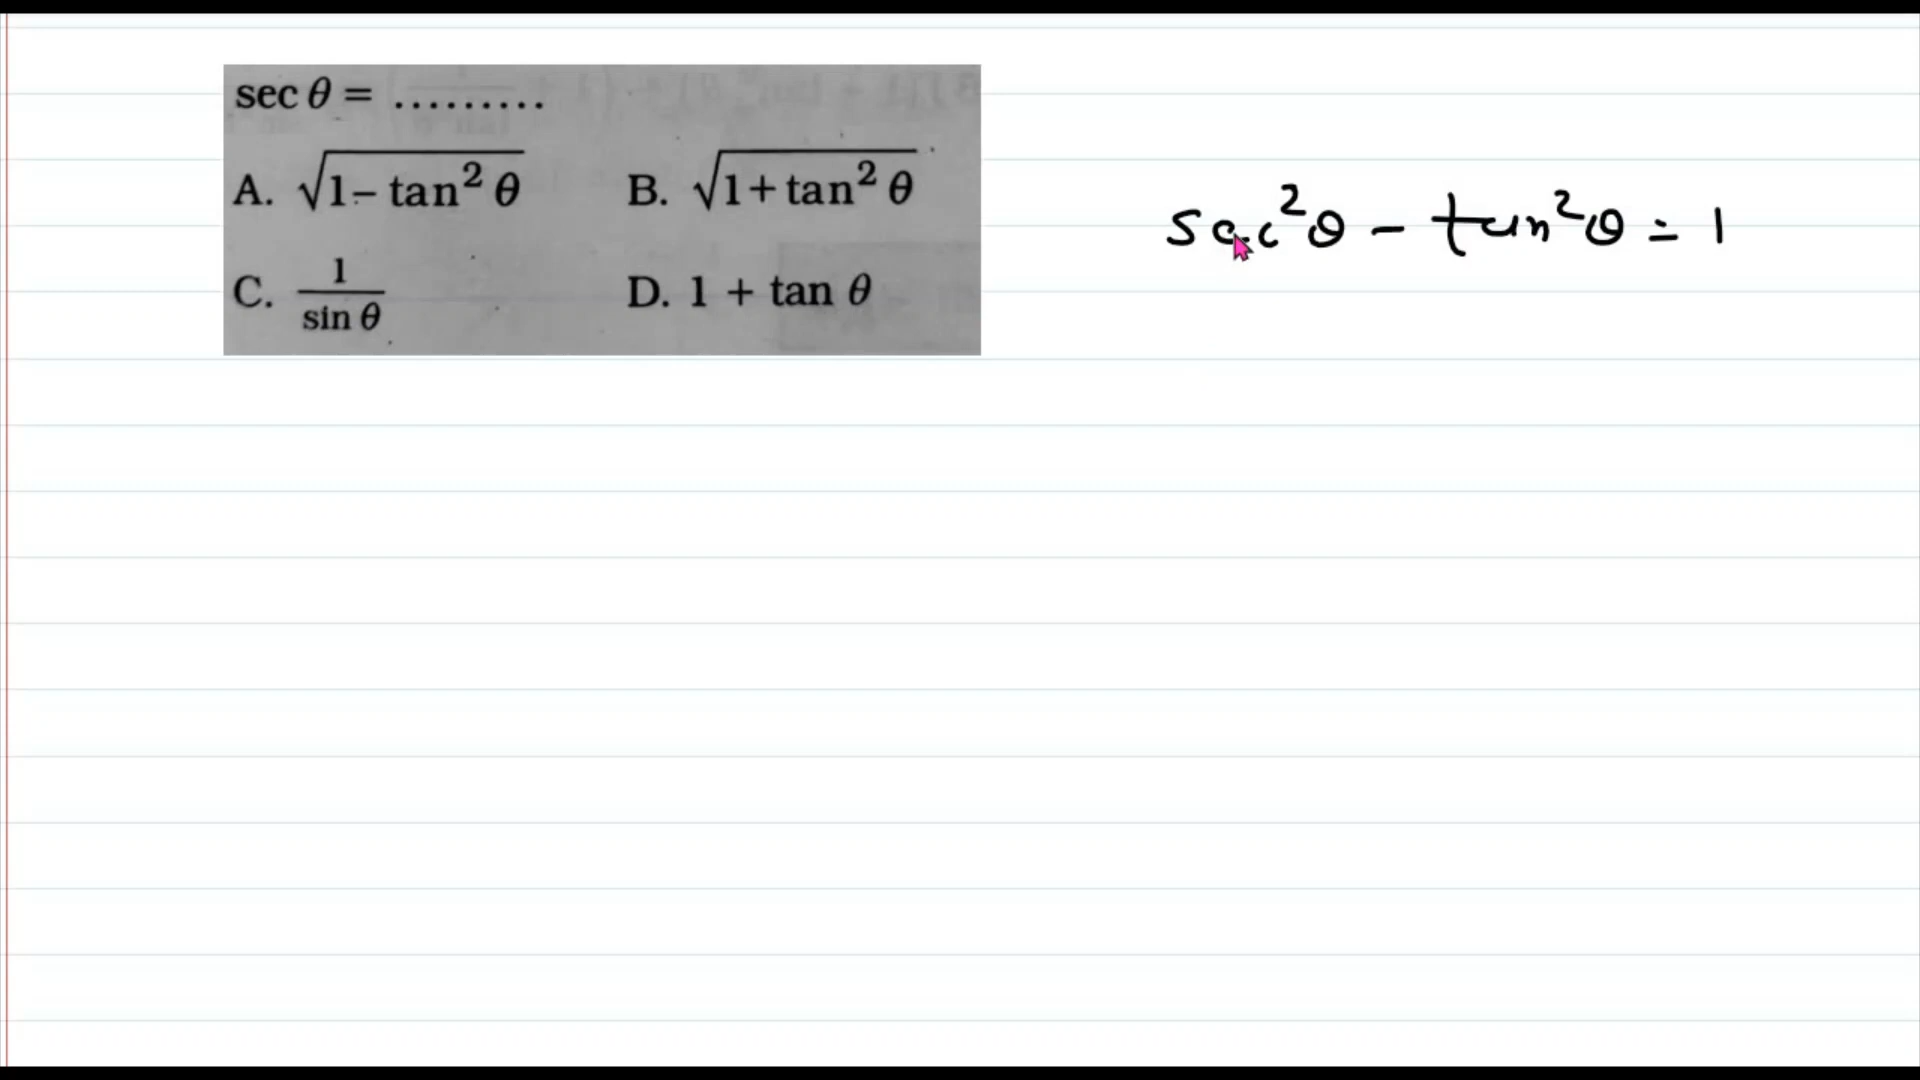 sec θ = .........
A. √1- tan² θ B. √1+ tan² θ
C. 1/sin θ D. 1 + tan θ
sec²θ - tan²θ = 1